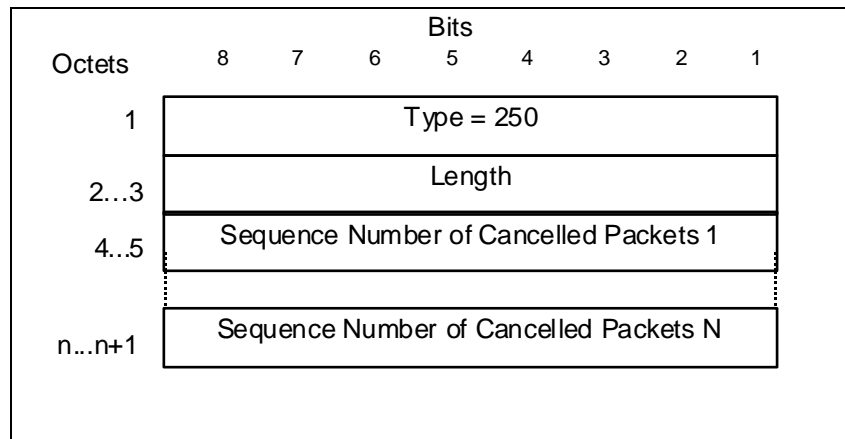 Bits
Octets 8 7 6 5 4 3 2 1
1 Type = 250
2...3 Length
4...5 Sequence Number of Cancelled Packets 1
n...n+1 Sequence Number of Cancelled Packets N